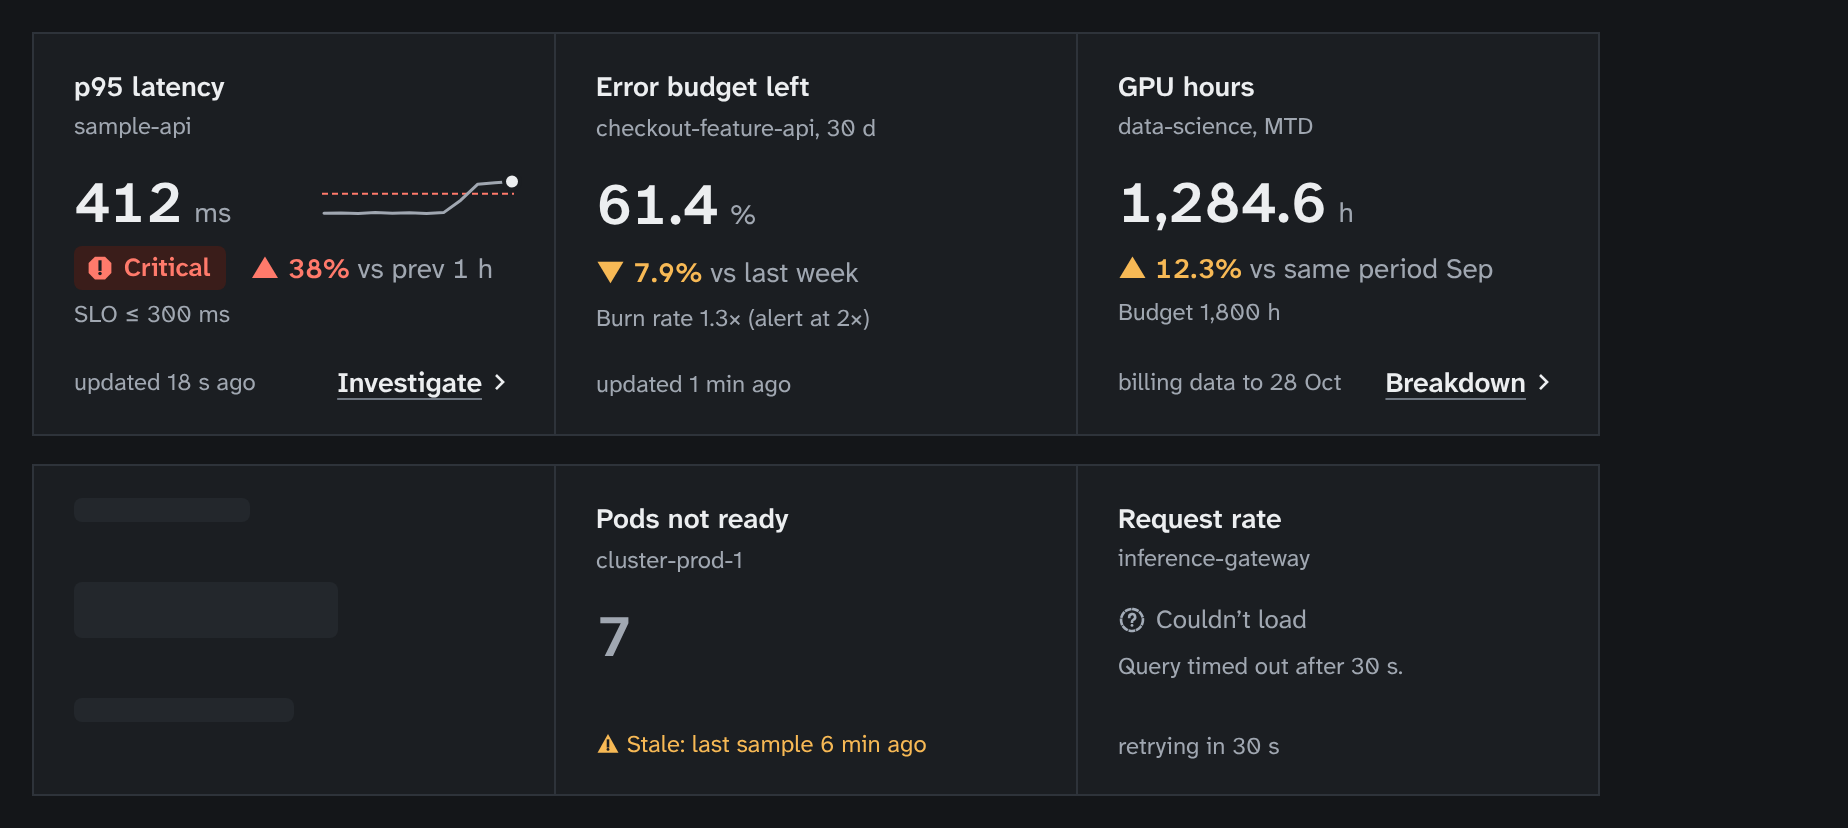 p95 latency
sample-api
412 ms
Critical ▲ 38% vs prev 1 h
SLO ≤ 300 ms
updated 18 s ago
Investigate
Error budget left
checkout-feature-api, 30 d
61.4 %
▼ 7.9% vs last week
Burn rate 1.3× (alert at 2×)
updated 1 min ago
GPU hours
data-science, MTD
1,284.6 h
▲ 12.3% vs same period Sep
Budget 1,800 h
billing data to 28 Oct
Breakdown
Pods not ready
cluster-prod-1
7
Stale: last sample 6 min ago
Request rate
inference-gateway
Couldn’t load
Query timed out after 30 s.
retrying in 30 s